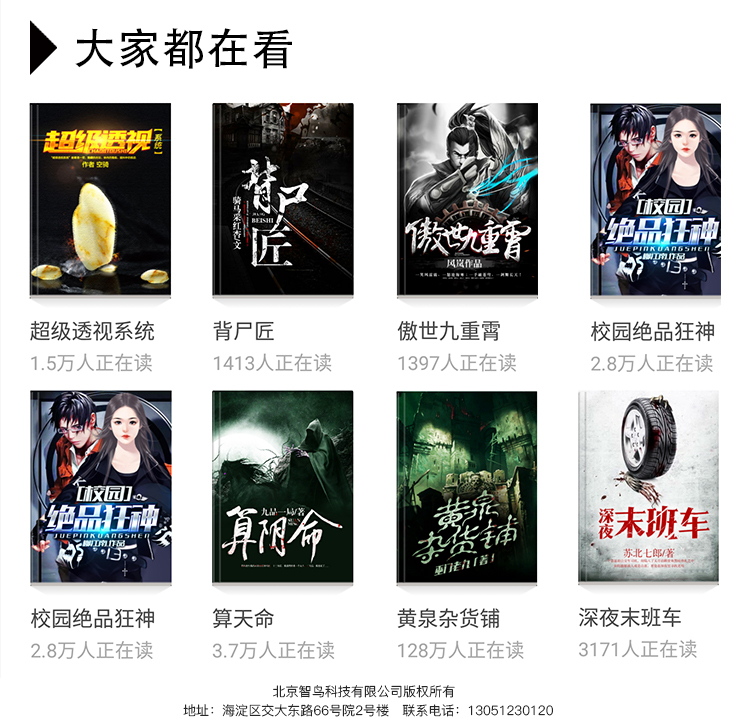 大家都在看
超级透视
【系统】
作者 空骑
背尸匠
BEISHI
骑马采红杏·文
傲世九重霄
风岚作品
[校园]
绝品狂神
JUEPINKUANGSHEN
柳江南作品
超级透视系统
背尸匠
傲世九重霄
校园绝品狂神
1.5万人正在读
1413人正在读
1397人正在读
2.8万人正在读
[校园]
绝品狂神
JUEPINKUANGSHEN
柳江南作品
九品一局/著
算阴命
黄泉
杂货铺
深夜末班车
苏北七郎/著
校园绝品狂神
算天命
黄泉杂货铺
深夜末班车
2.8万人正在读
3.7万人正在读
128万人正在读
3171人正在读
北京智鸟科技有限公司版权所有
地址：海淀区交大东路66号院2号楼 联系电话：13051230120